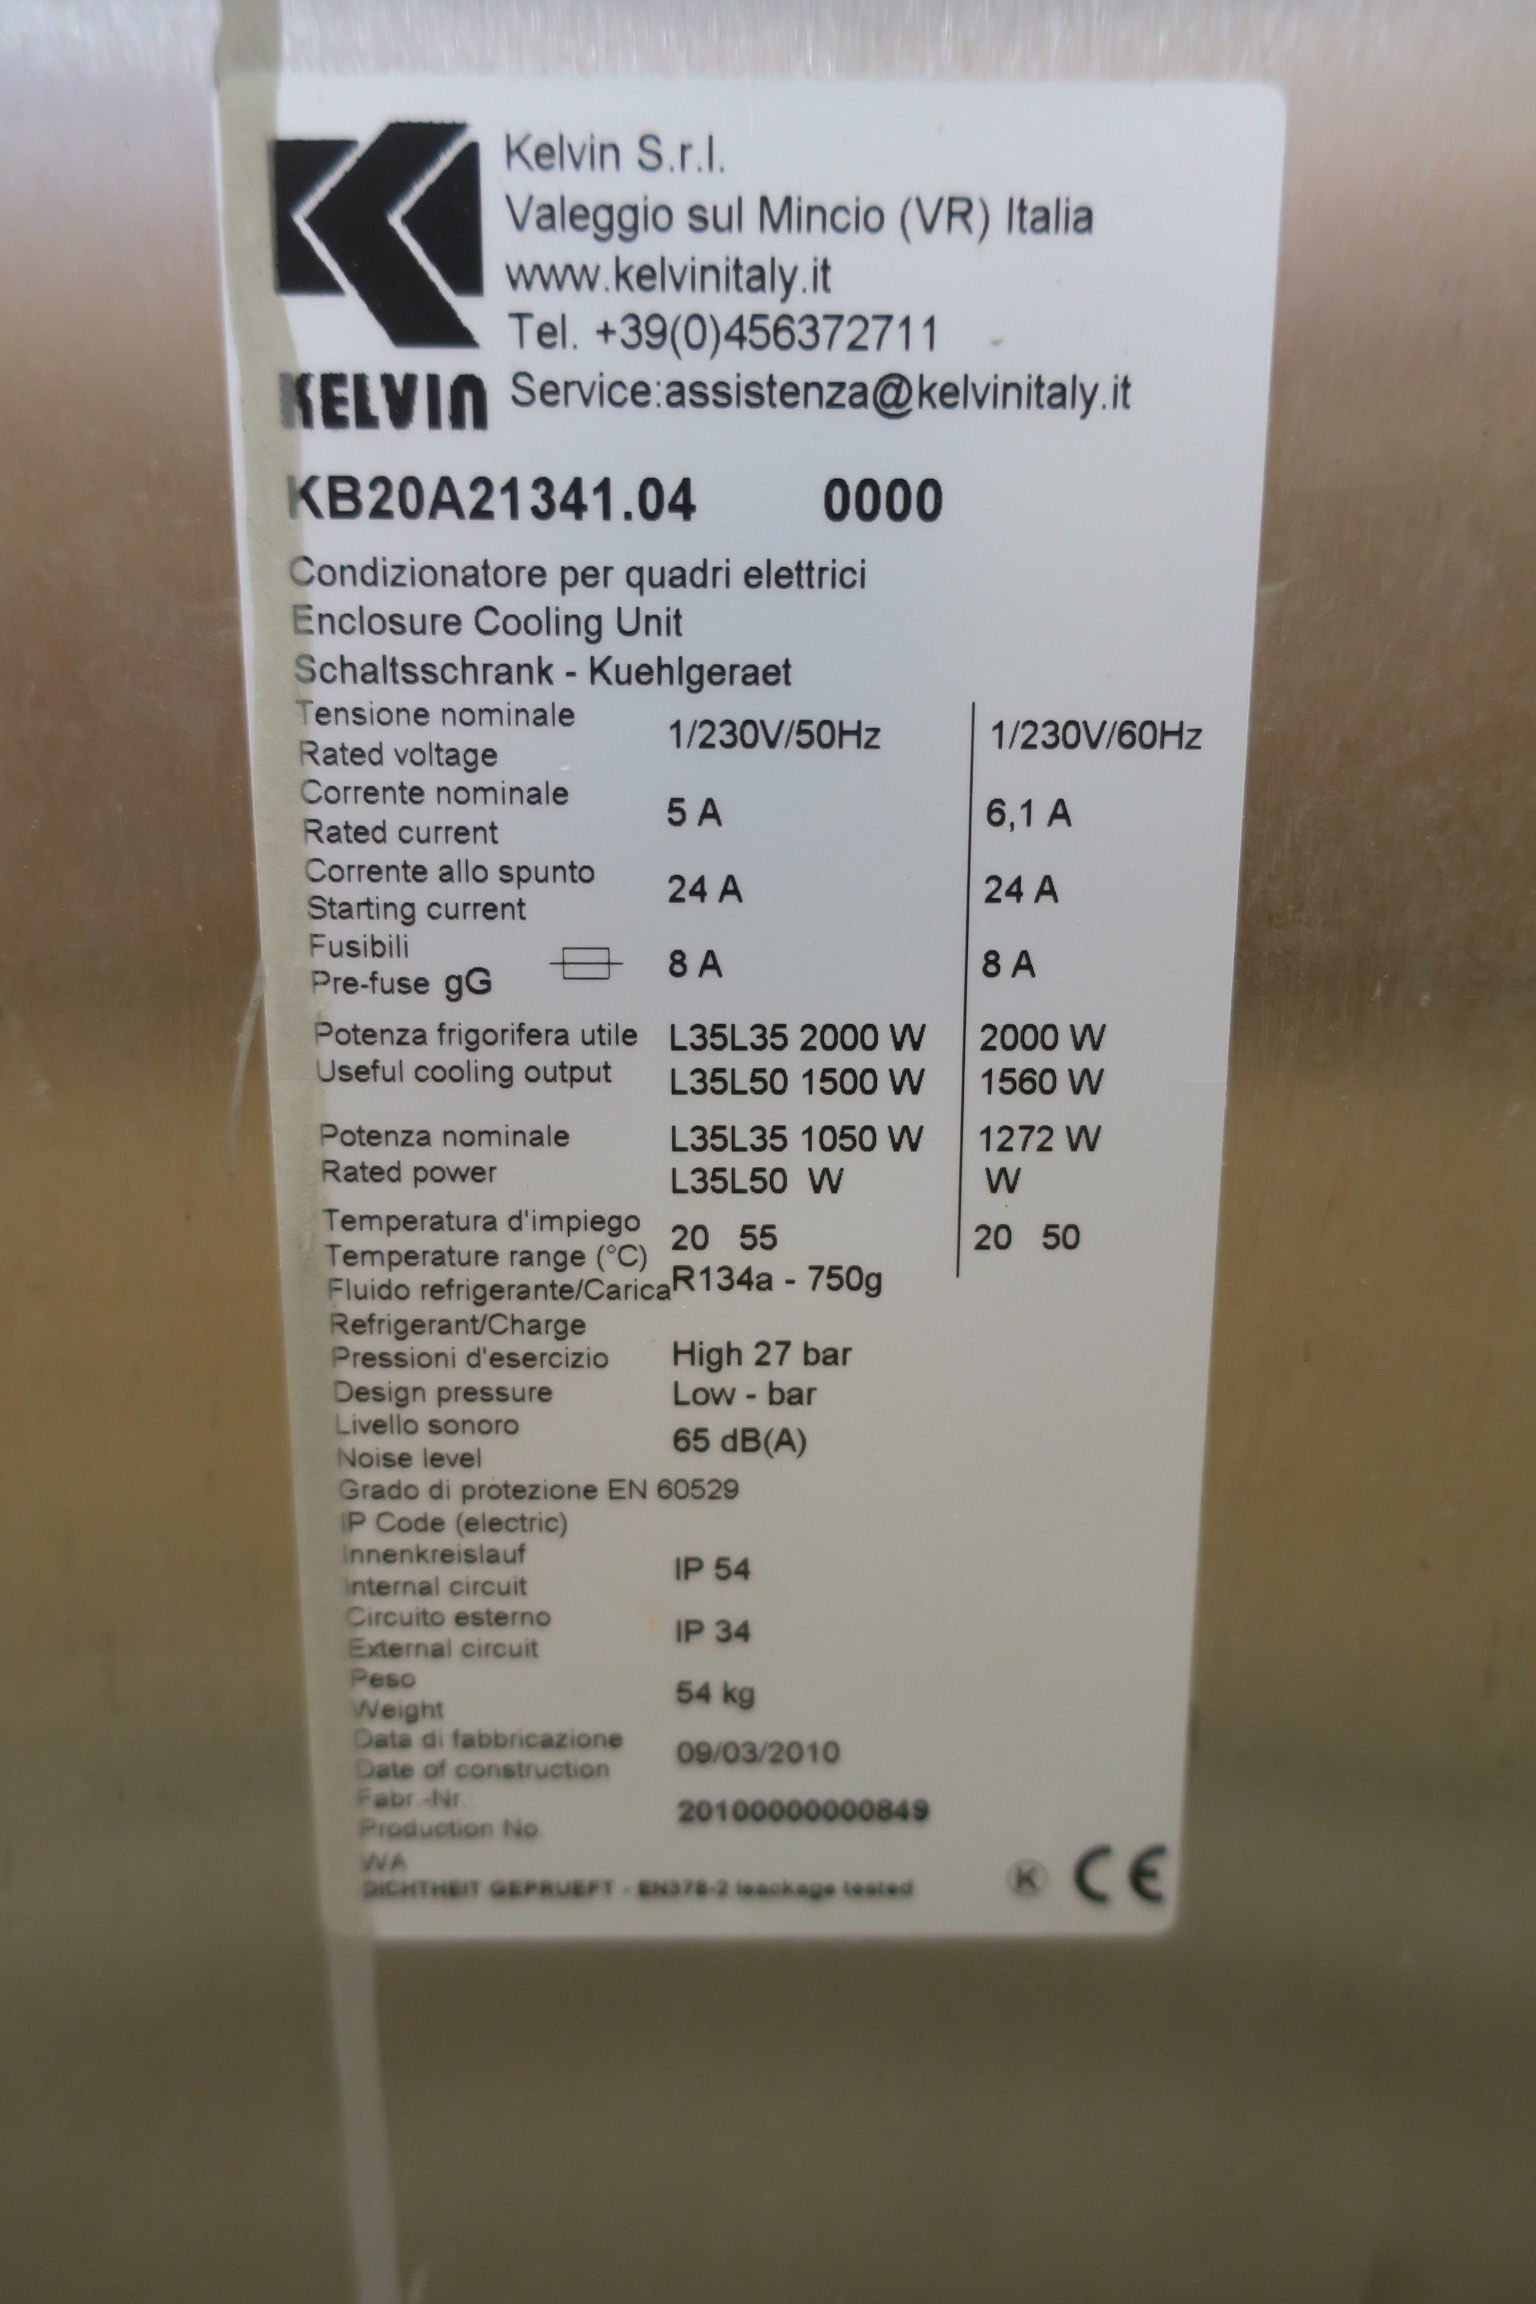 Kelvin S.r.l.
Valeggio sul Mincio (VR) Italia
www.kelvinitaly.it
Tel. +39(0)456372711
KELVIN Service:assistenza@kelvinitaly.it
KB20A21341.04 0000
Condizionatore per quadri elettrici
Enclosure Cooling Unit
Schaltsschrank - Kuehlgeraet
Tensione nominale
Rated voltage 1/230V/50Hz 1/230V/60Hz
Corrente nominale
Rated current 5 A 6,1 A
Corrente allo spunto
Starting current 24 A 24 A
Fusibili
Pre-fuse gG 8 A 8 A
Potenza frigorifera utile L35L35 2000 W 2000 W
Useful cooling output L35L50 1500 W 1560 W
Potenza nominale L35L35 1050 W 1272 W
Rated power L35L50 W W
Temperatura d'impiego
Temperature range (°C) 20 55 20 50
Fluido refrigerante/Carica R134a - 750g
Refrigerant/Charge
Pressioni d'esercizio High 27 bar
Design pressure Low - bar
Livello sonoro
Noise level 65 dB(A)
Grado di protezione EN 60529
IP Code (electric)
Innenkreislauf
Internal circuit IP 54
Circuito esterno
External circuit IP 34
Peso
Weight 54 kg
Data di fabbricazione
Date of construction 09/03/2010
Fabr.-Nr.:
Production No. 20100000000849
WA
DICHTHEIT GEPRUEFT - EN378-2 leackage tested K CE